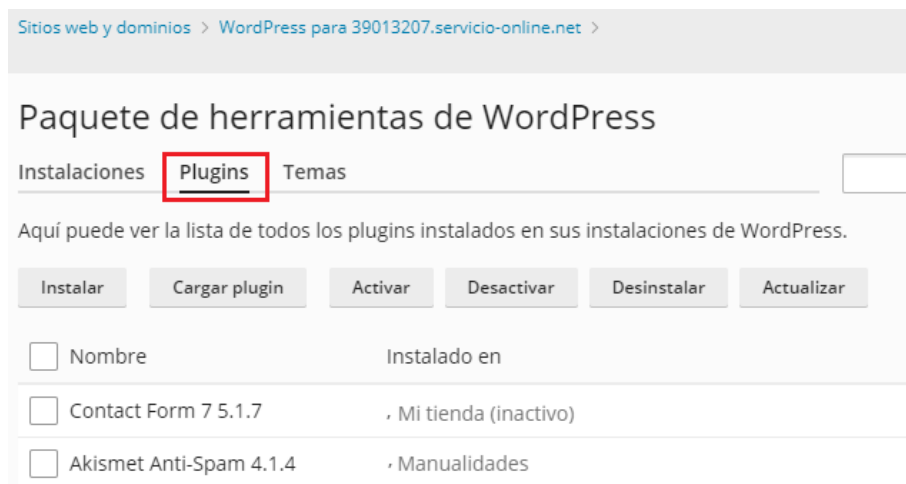 Sitios web y dominios > WordPress para 39013207.servicio-online.net >
Paquete de herramientas de WordPress
Instalaciones Plugins Temas
Aquí puede ver la lista de todos los plugins instalados en sus instalaciones de WordPress.
Instalar Cargar plugin Activar Desactivar Desinstalar Actualizar
Nombre Instalado en
Contact Form 7 5.1.7 , Mi tienda (inactivo)
Akismet Anti-Spam 4.1.4 , Manualidades